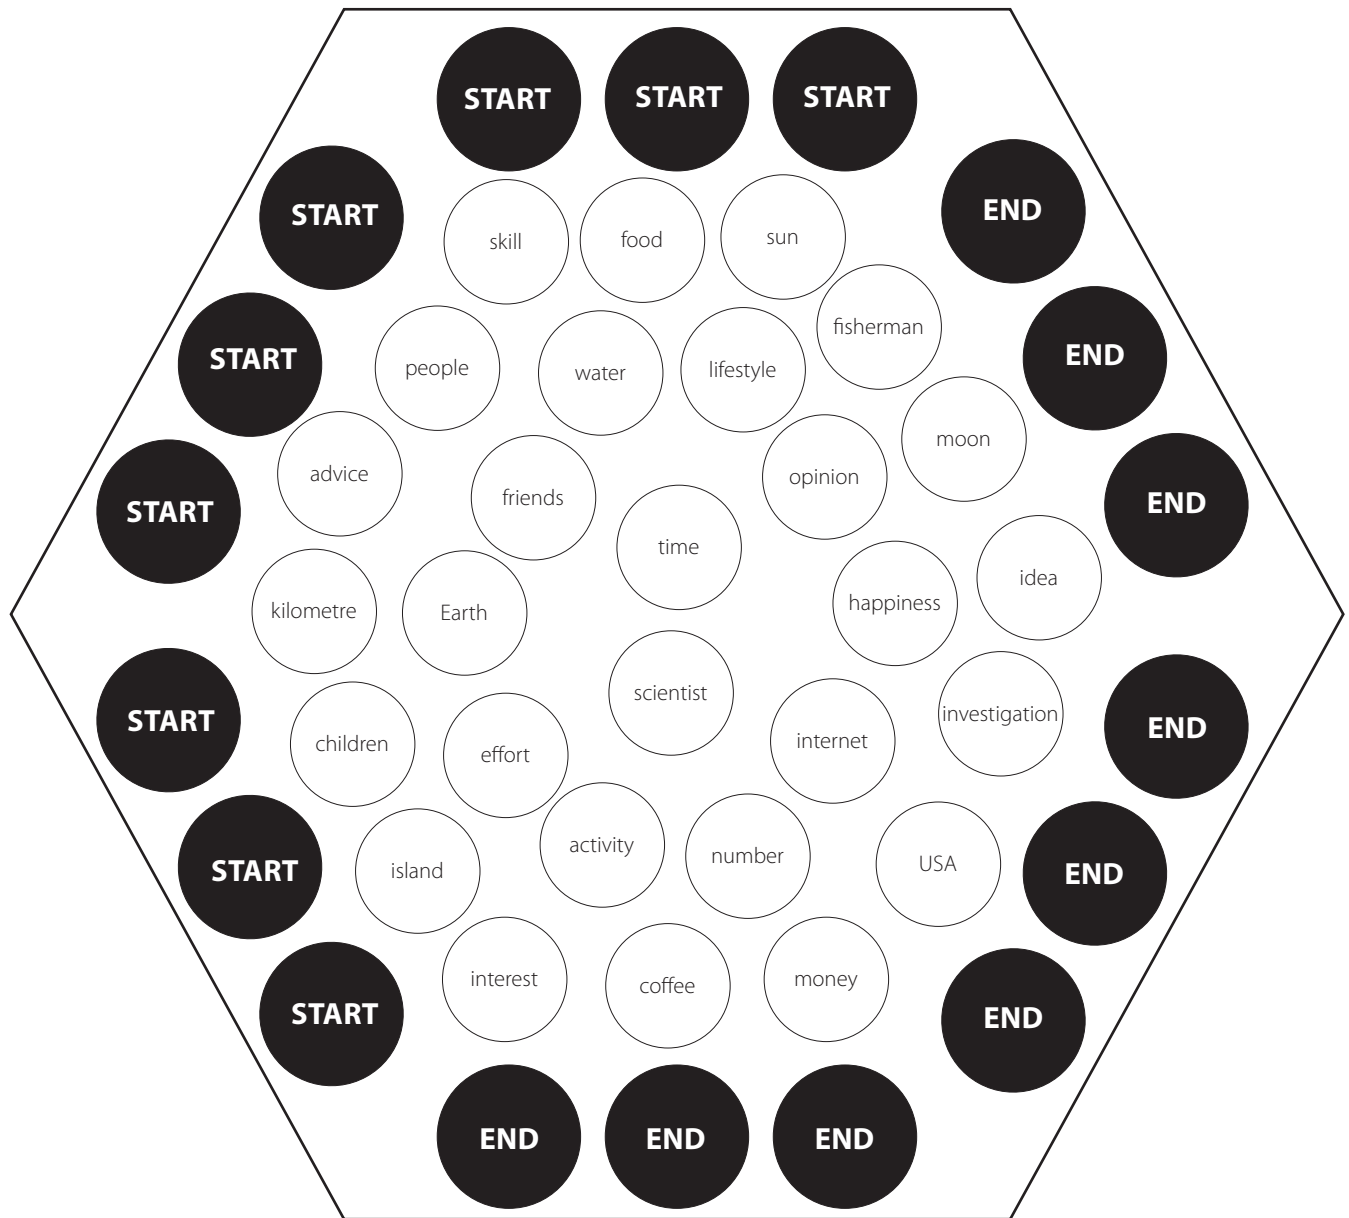 START
START
START
START
END
skill
food
sun
fisherman
START
people
water
lifestyle
END
advice
friends
opinion
moon
START
time
END
kilometre
Earth
happiness
idea
START
children
effort
scientist
internet
investigation
END
START
island
activity
number
USA
END
START
interest
coffee
money
END
END
END
END